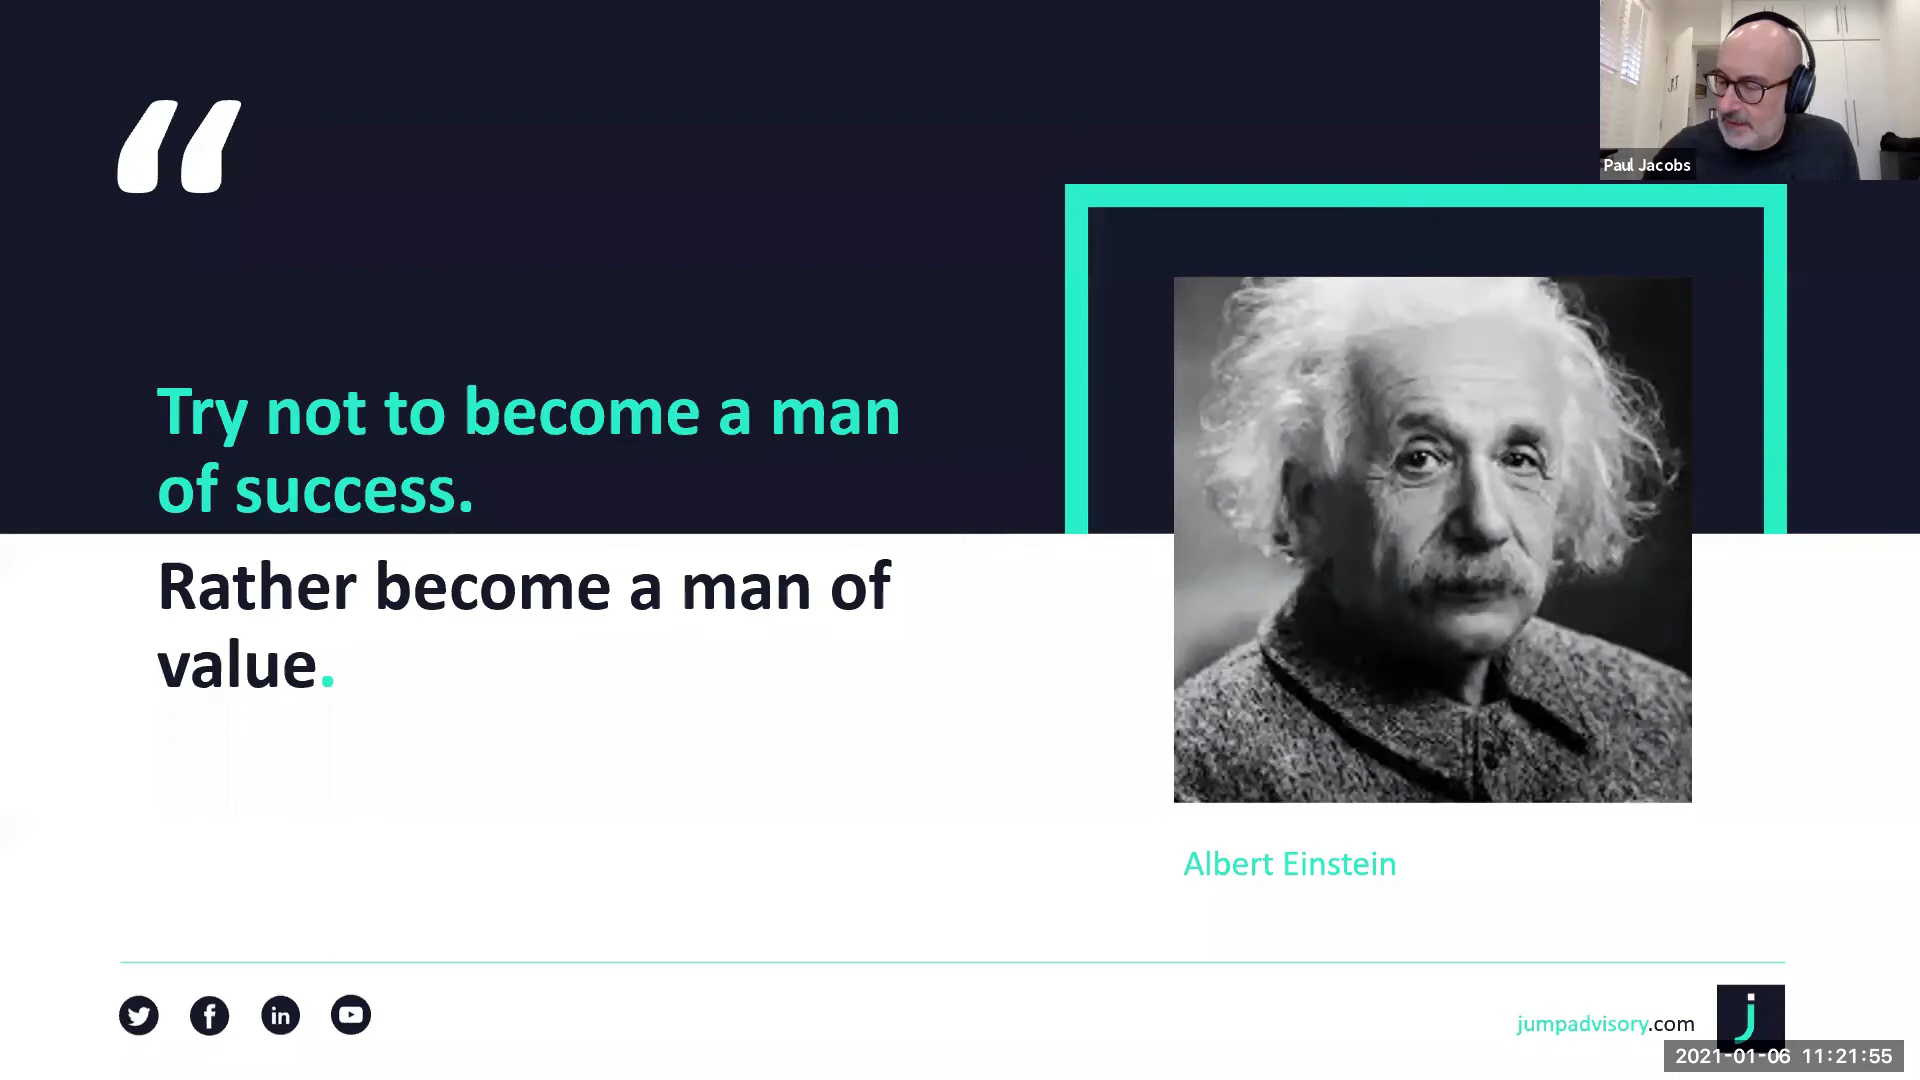 Paul Jacobs
“
Try not to become a man
of success.
Rather become a man of
value.
Albert Einstein
jumpadvisory.com
j
2021-01-06 11:21:55